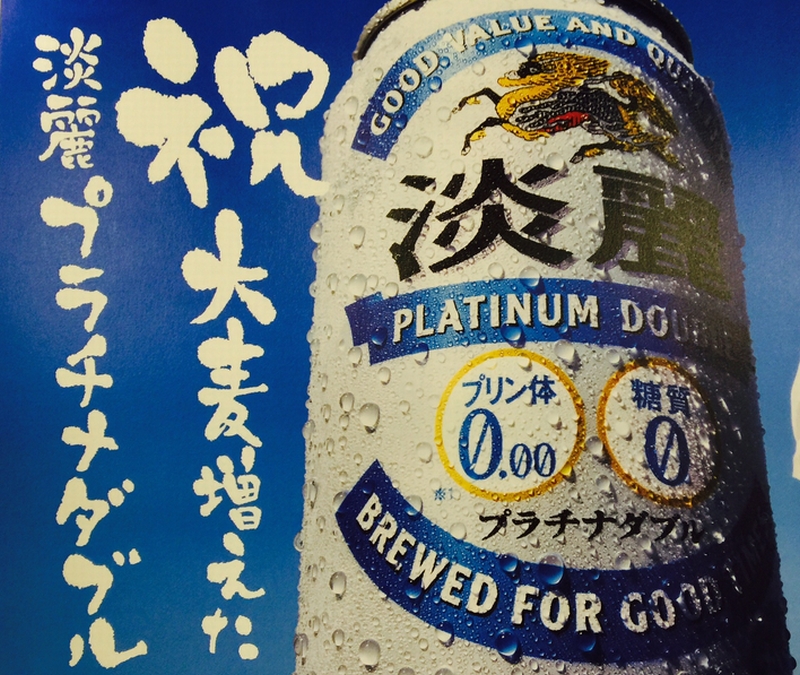 祝 大麦増えた
淡麗プラチナダブル
GOOD VALUE AND
淡麗
PLATINUM DOUBLE
プリン体
0.00
糖質
0
※
プラチナダブル
BREWED FOR GOOD